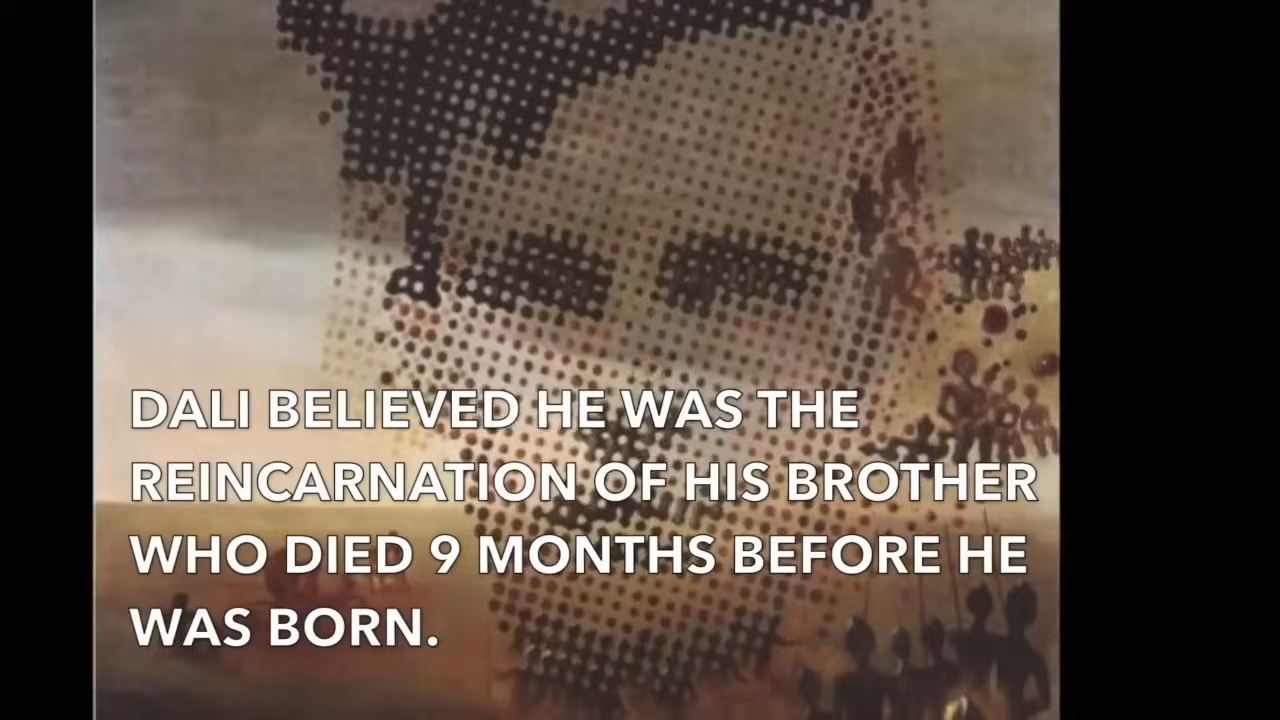 DALI BELIEVED HE WAS THE
REINCARNATION OF HIS BROTHER
WHO DIED 9 MONTHS BEFORE HE
WAS BORN.